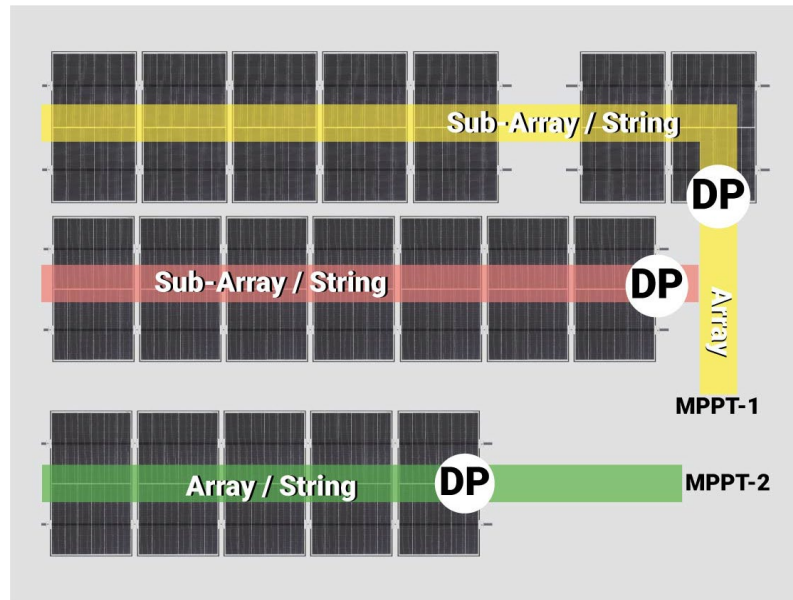 Sub-Array / String
DP
Sub-Array / String
DP
Array
MPPT-1
Array / String
DP
MPPT-2